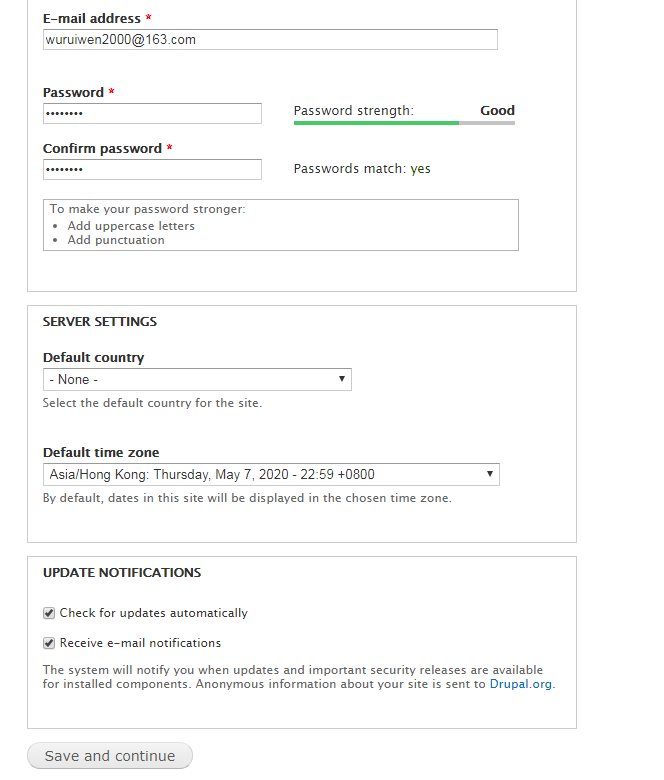 E-mail address *
wuruiwen2000@163.com
Password *
••••••••
Password strength: Good
Confirm password *
••••••••
Passwords match: yes
To make your password stronger:
• Add uppercase letters
• Add punctuation
SERVER SETTINGS
Default country
- None -
Select the default country for the site.
Default time zone
Asia/Hong Kong: Thursday, May 7, 2020 - 22:59 +0800
By default, dates in this site will be displayed in the chosen time zone.
UPDATE NOTIFICATIONS
Check for updates automatically
Receive e-mail notifications
The system will notify you when updates and important security releases are available
for installed components. Anonymous information about your site is sent to Drupal.org.
Save and continue